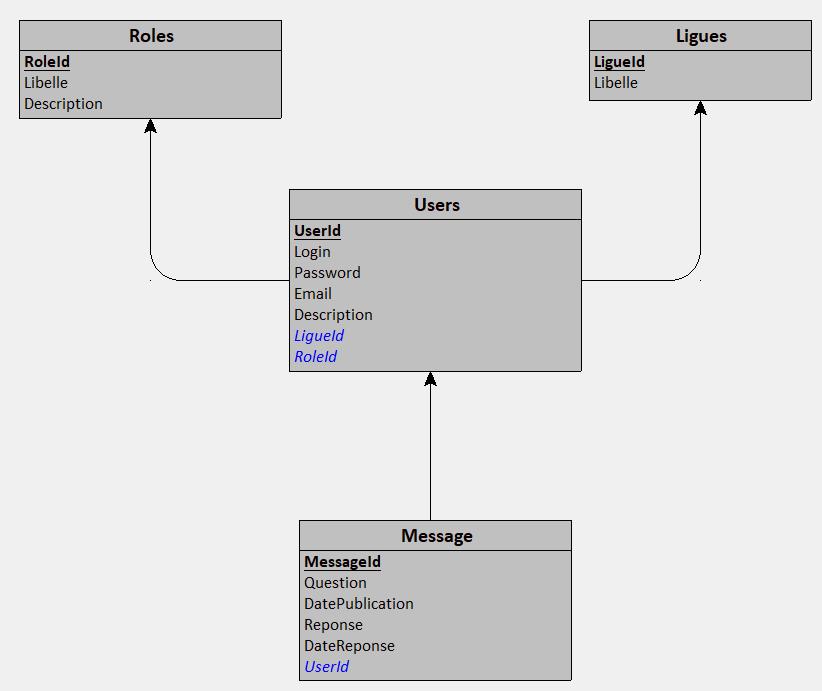 Roles
RoleId
Libelle
Description
Ligues
LigueId
Libelle
Users
UserId
Login
Password
Email
Description
LigueId
RoleId
Message
MessageId
Question
DatePublication
Reponse
DateReponse
UserId